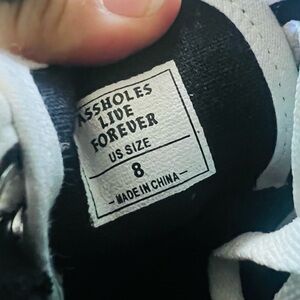 ASSHOLES
LIVE
FOREVER
US SIZE
8
MADE IN CHINA